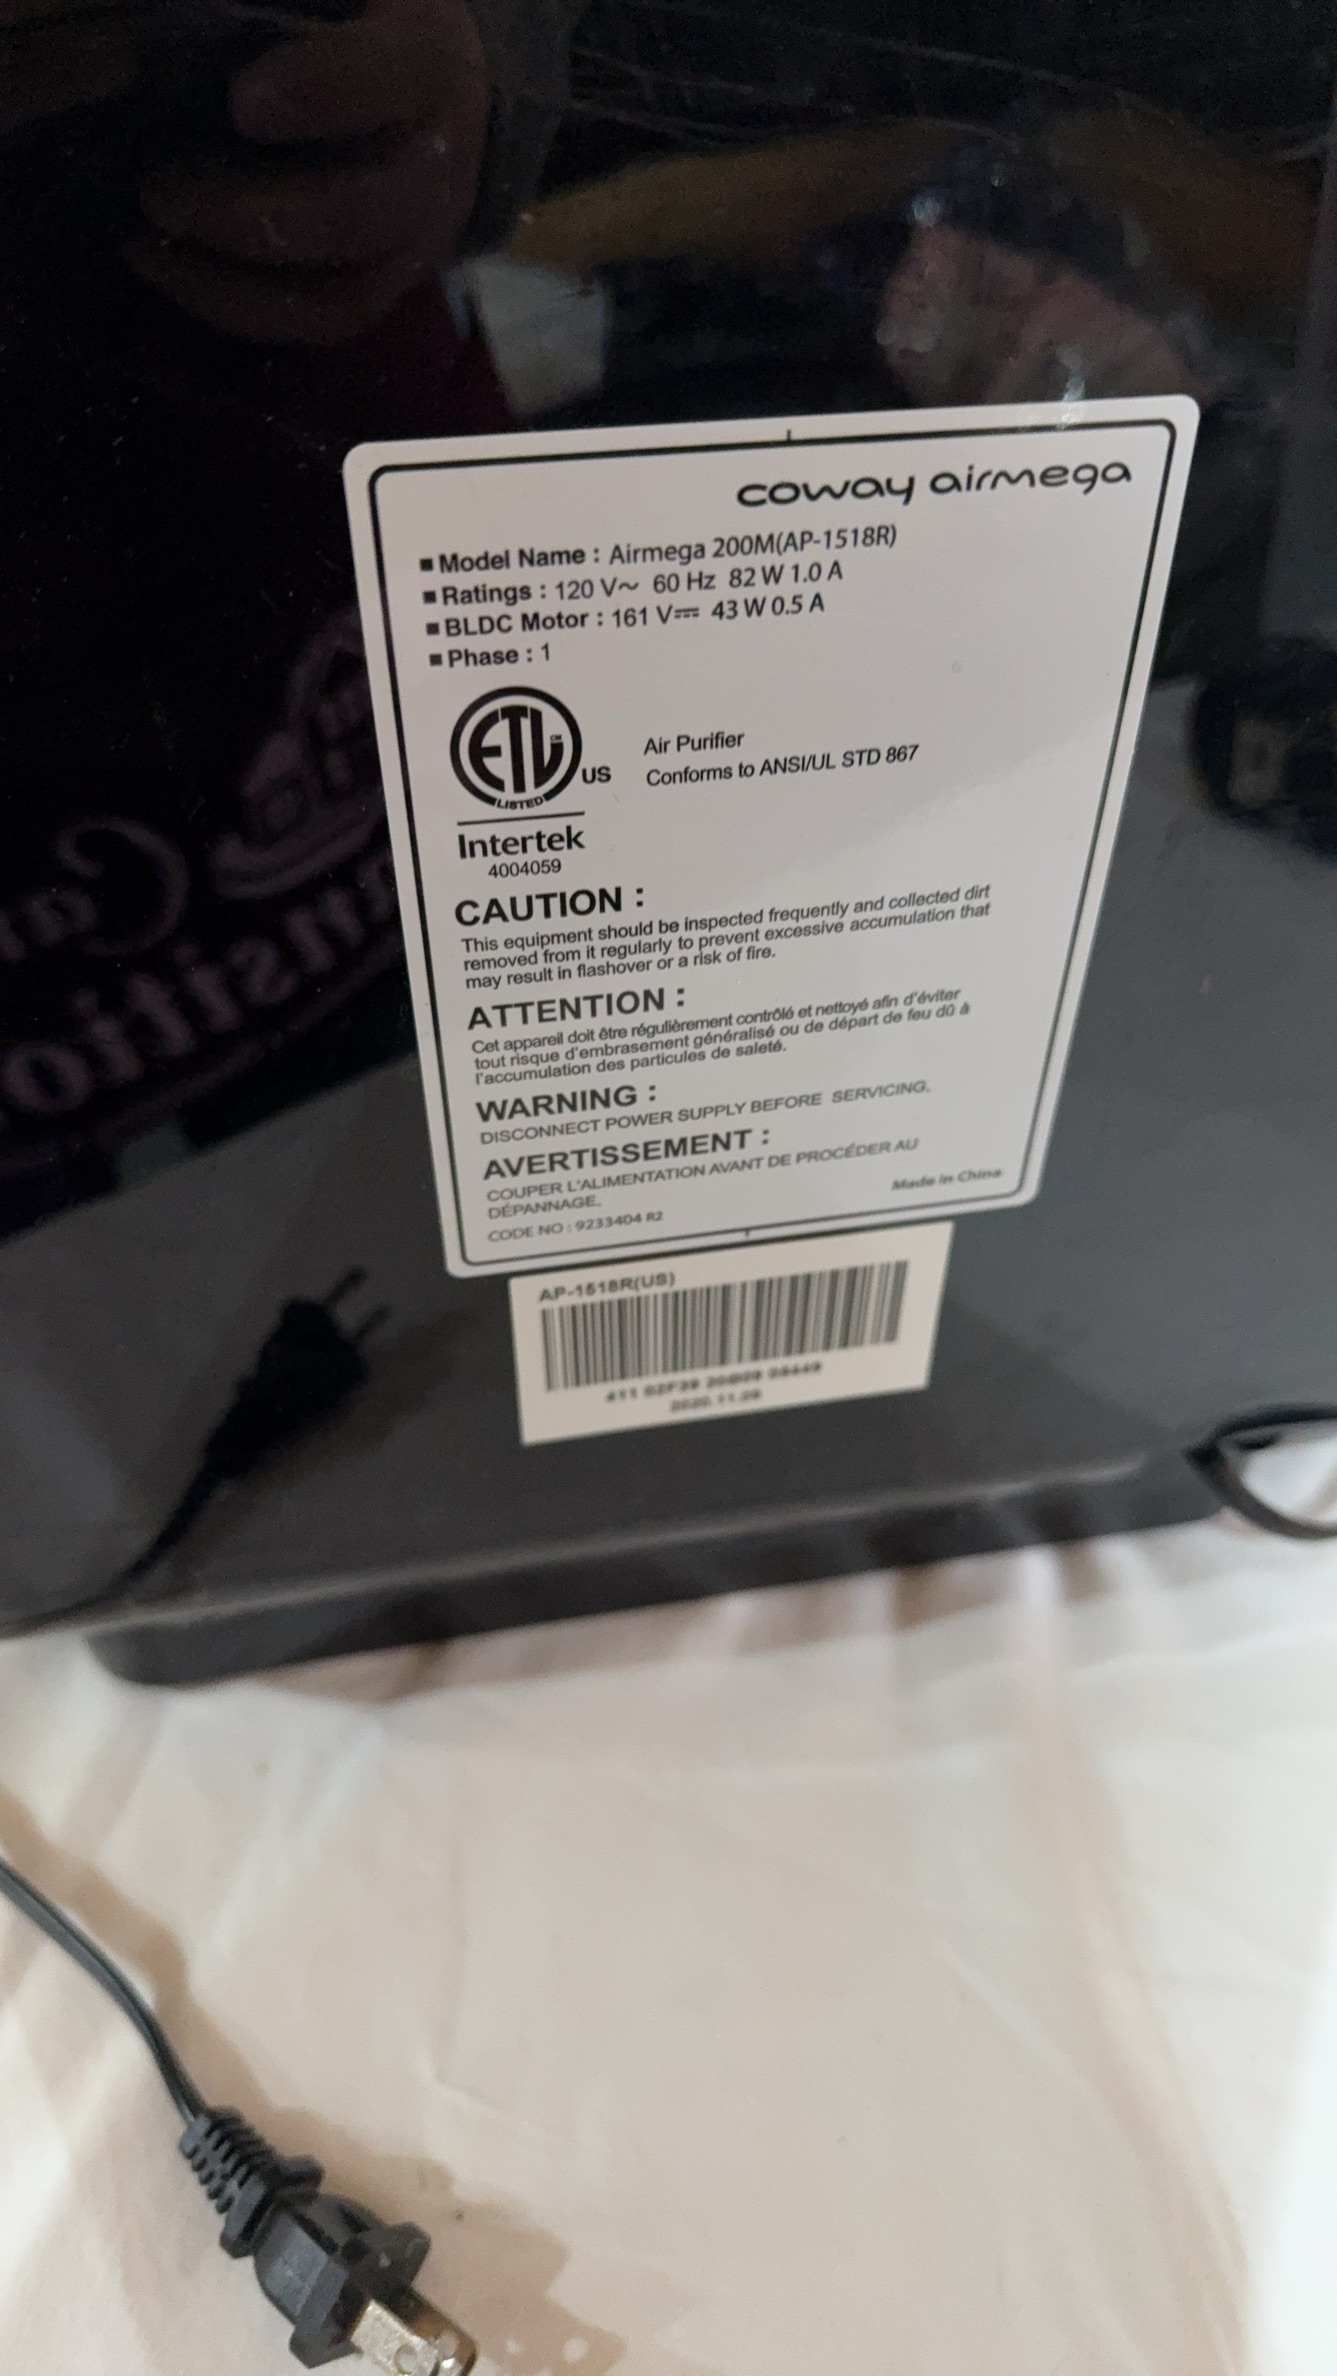 coway airmega
■ Model Name : Airmega 200M(AP-1518R)
■ Ratings : 120 V~ 60 Hz 82 W 1.0 A
■ BLDC Motor : 161 V⎓ 43 W 0.5 A
■ Phase : 1
ETL CM
LISTED
US
Intertek
4004059
Air Purifier
Conforms to ANSI/UL STD 867
CAUTION :
This equipment should be inspected frequently and collected dirt
removed from it regularly to prevent excessive accumulation that
may result in flashover or a risk of fire.
ATTENTION :
Cet appareil doit être régulièrement contrôlé et nettoyé afin d'éviter
tout risque d'embrasement généralisé ou de départ de feu dû à
l'accumulation des particules de saleté.
WARNING :
DISCONNECT POWER SUPPLY BEFORE SERVICING.
AVERTISSEMENT :
COUPER L'ALIMENTATION AVANT DE PROCÉDER AU
DÉPANNAGE.
CODE NO : 9233404 R2
Made in China
AP-1518R(US)
2020.11.28